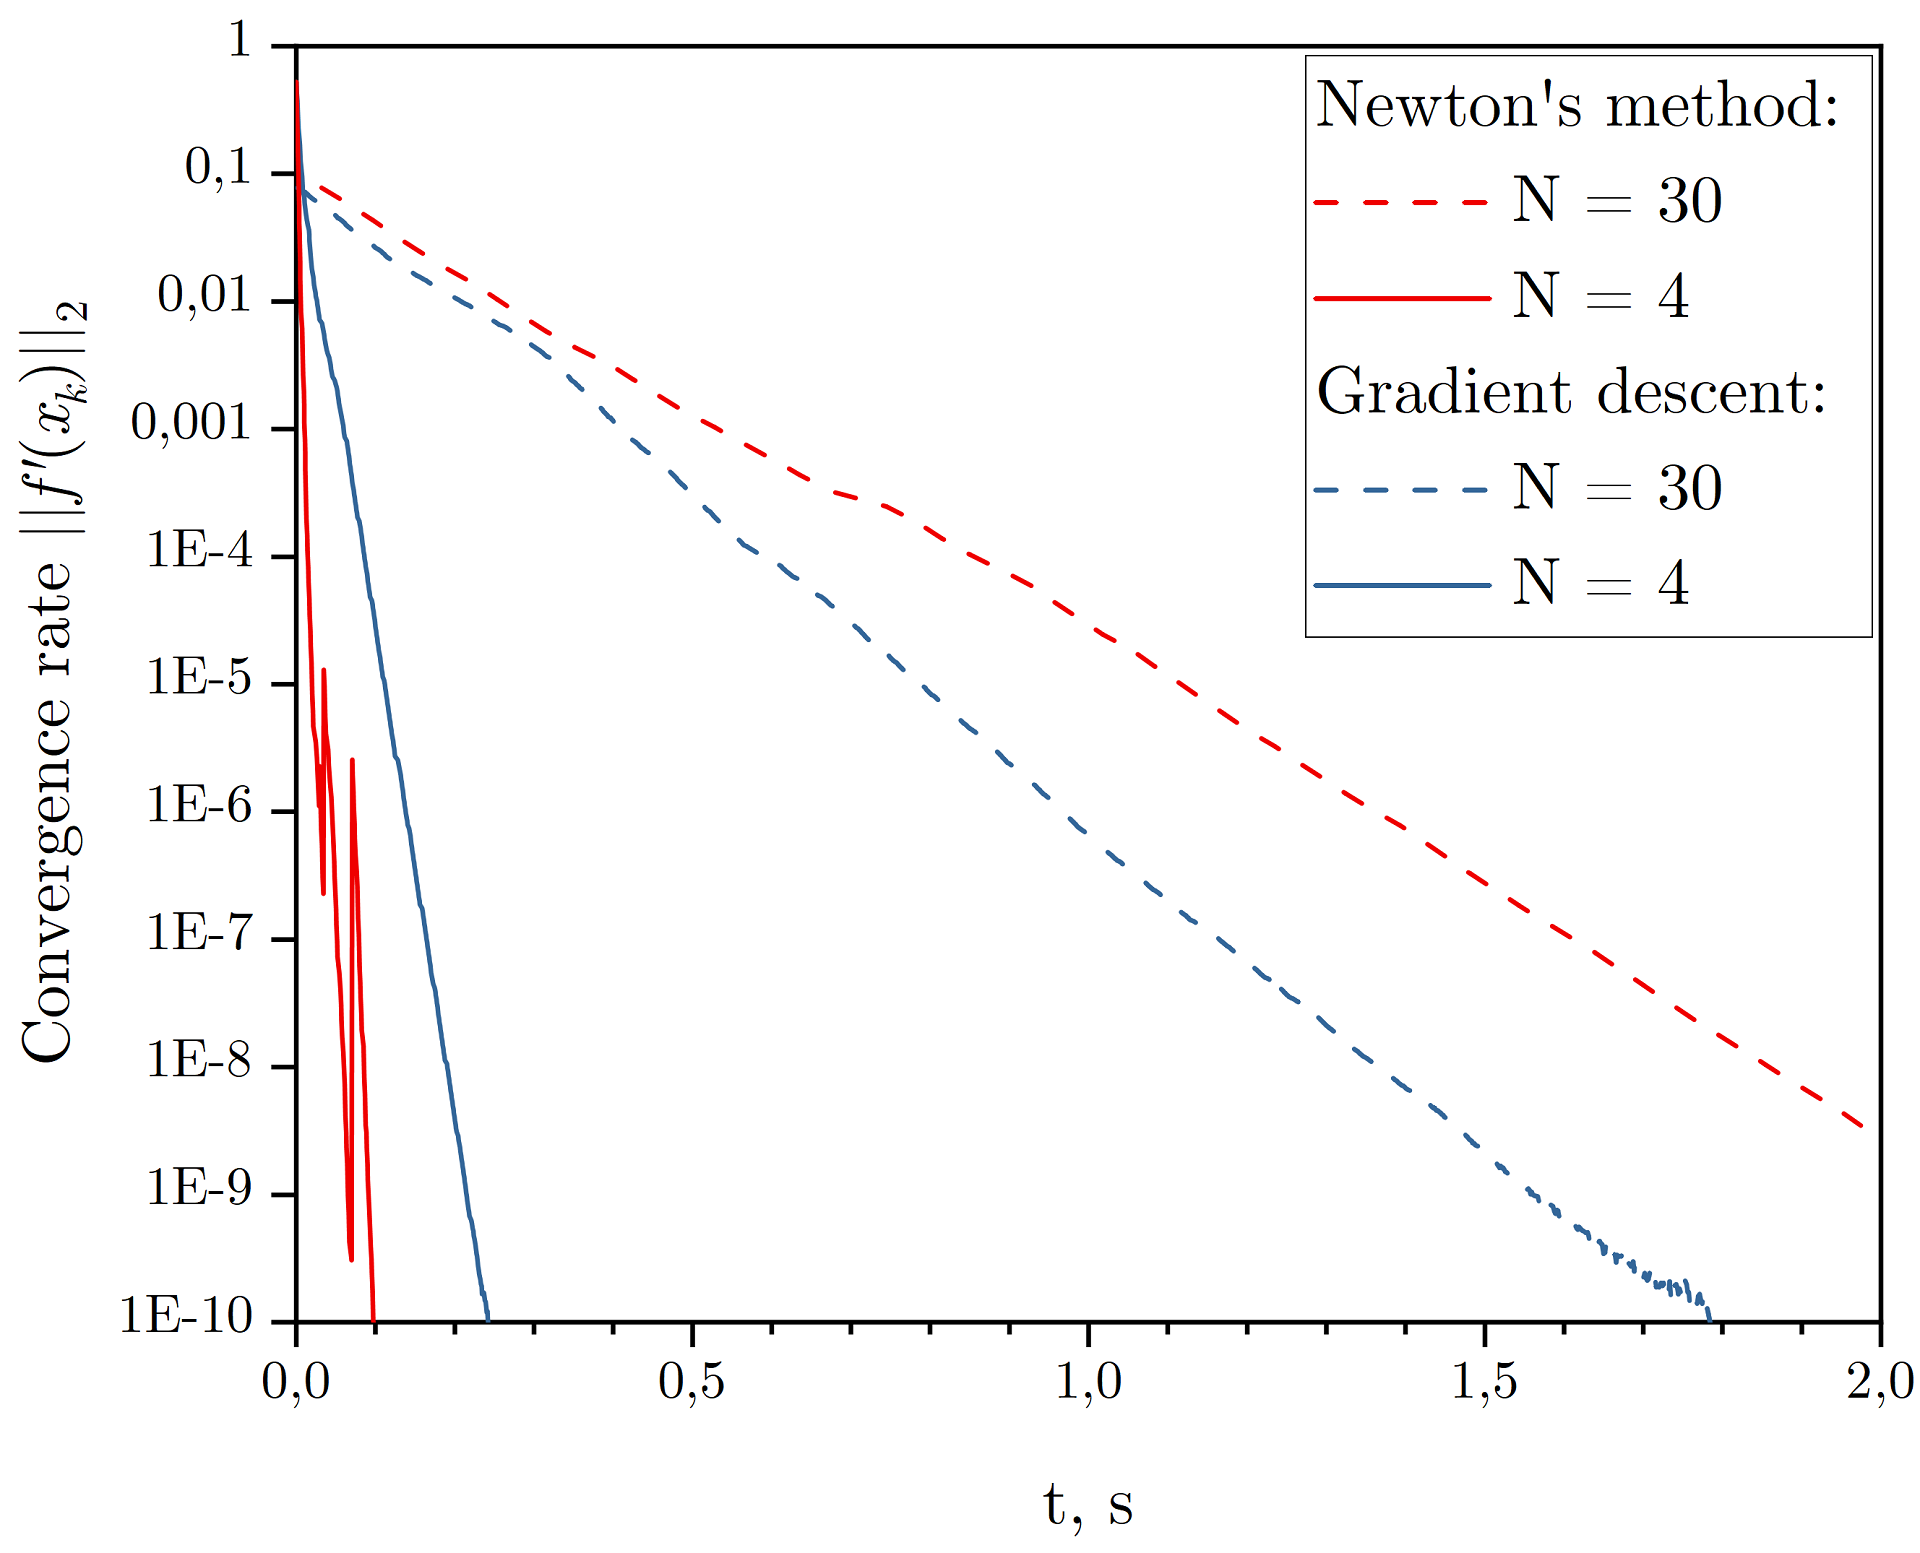 Convergence rate ||f'(x_k)||_2
1
0,1
0,01
0,001
1E-4
1E-5
1E-6
1E-7
1E-8
1E-9
1E-10
0,0
0,5
1,0
1,5
2,0
t, s
Newton's method:
N = 30
N = 4
Gradient descent:
N = 30
N = 4